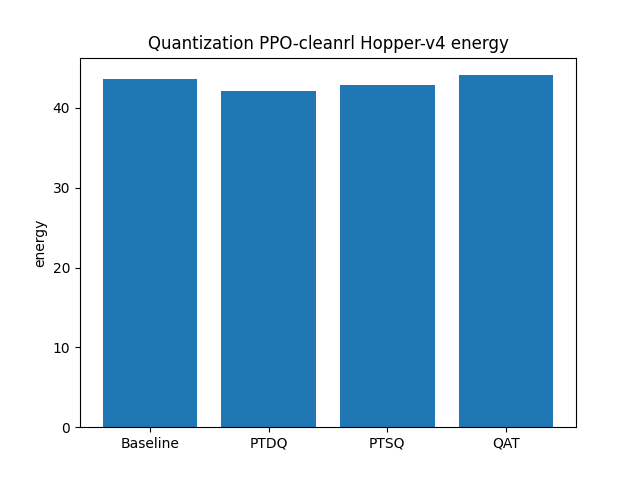 Quantization PPO-cleanrl Hopper-v4 energy
40
30
20
10
0
energy
Baseline
PTDQ
PTSQ
QAT